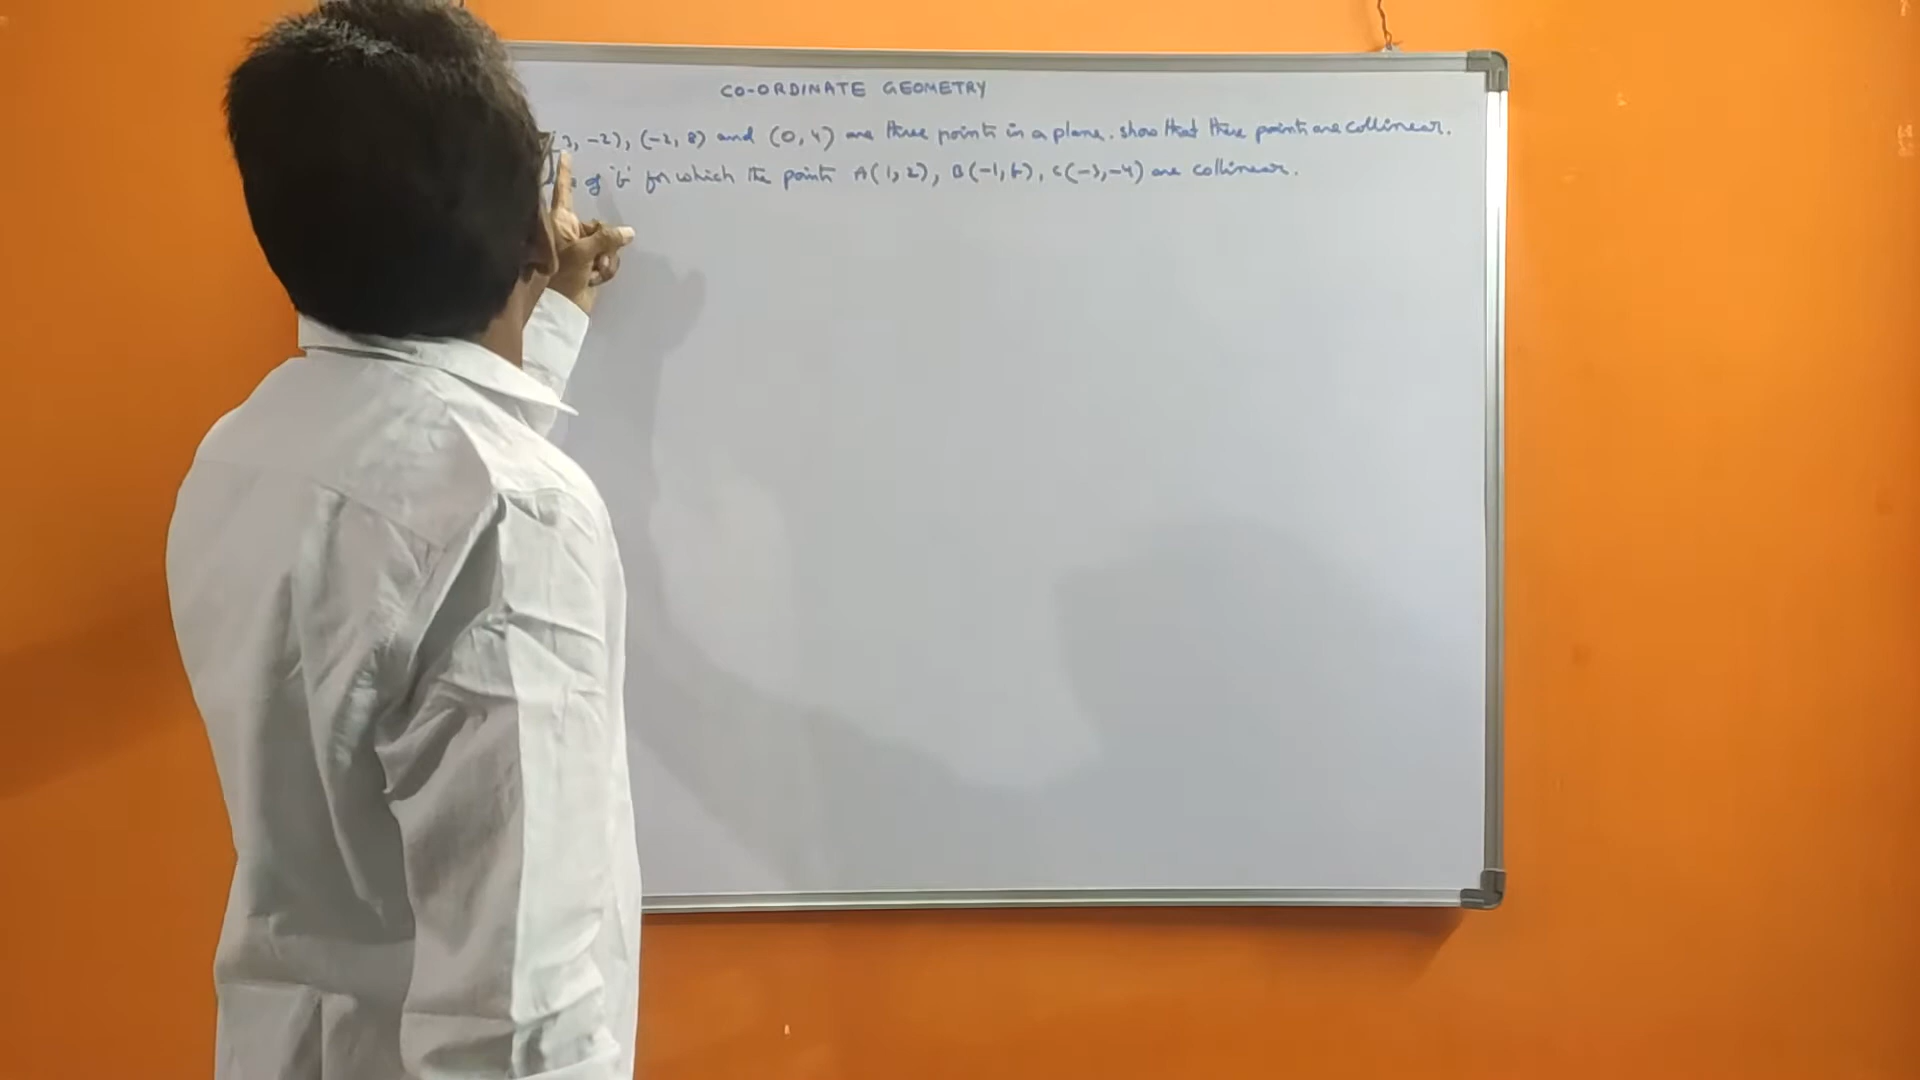 CO-ORDINATE GEOMETRY
(3, -2), (-2, 8) and (0, 4) are three points in a plane. show that these points are collinear.
of 'b' for which the points A(1, 2), B(-1, b), C(-3, -4) are collinear.